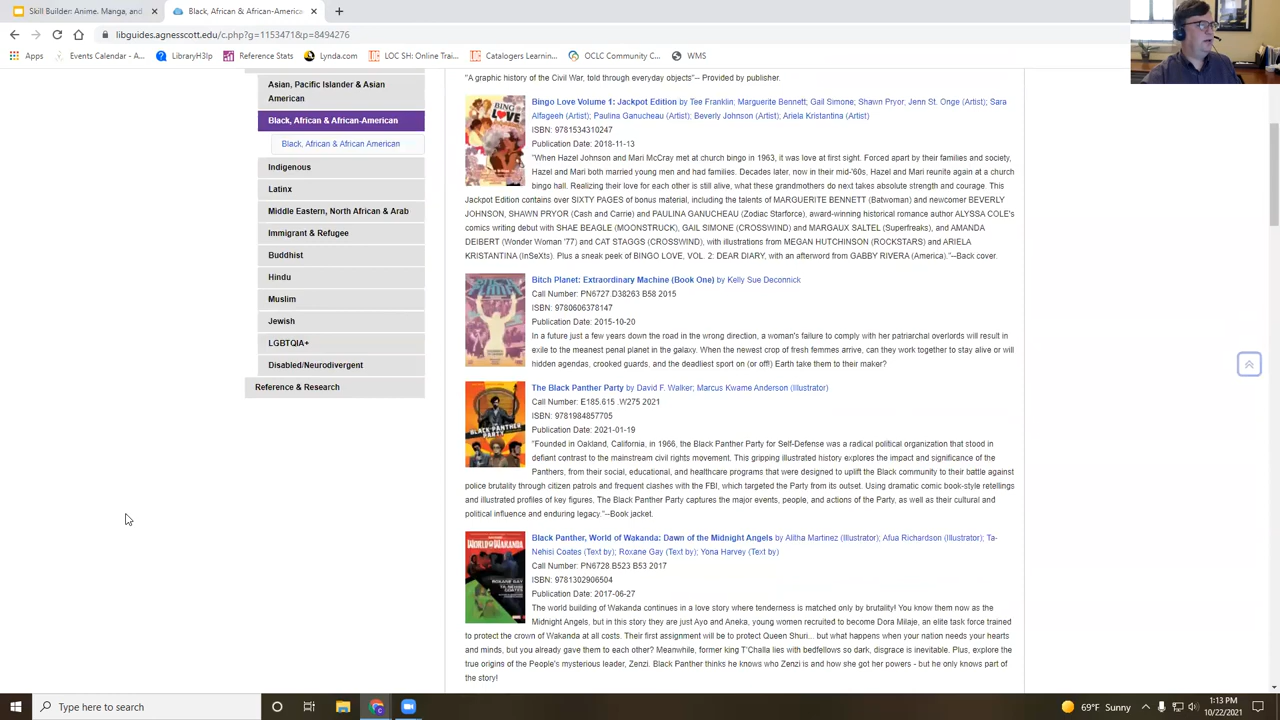 Skill Builder: Anime, Manga, and
Black, African & African-Americ
libguides.agnesscott.edu/c.php?g=1153471&p=8494276
Apps
Events Calendar - A...
LibraryH3lp
Reference Stats
Lynda.com
LOC SH: Online Trai...
Catalogers Learnin...
OCLC Community C...
WMS
Asian, Pacific Islander & Asian
American
Black, African & African-American
Black, African & African American
Indigenous
Latinx
Middle Eastern, North African & Arab
Immigrant & Refugee
Buddhist
Hindu
Muslim
Jewish
LGBTQIA+
Disabled/Neurodivergent
Reference & Research
"A graphic history of the Civil War, told through everyday objects"-- Provided by publisher.
BINGO
LOVE
Bingo Love Volume 1: Jackpot Edition by Tee Franklin; Marguerite Bennett; Gail Simone; Shawn Pryor, Jenn St. Onge (Artist); Sara
Alfageeh (Artist); Paulina Ganucheau (Artist); Beverly Johnson (Artist); Ariela Kristantina (Artist)
ISBN: 9781534310247
Publication Date: 2018-11-13
"When Hazel Johnson and Mari McCray met at church bingo in 1963, it was love at first sight. Forced apart by their families and society,
Hazel and Mari both married young men and had families. Decades later, now in their mid-'60s, Hazel and Mari reunite again at a church
bingo hall. Realizing their love for each other is still alive, what these grandmothers do next takes absolute strength and courage. This
Jackpot Edition contains over SIXTY PAGES of bonus material, including the talents of MARGUERITE BENNETT (Batwoman) and newcomer BEVERLY
JOHNSON, SHAWN PRYOR (Cash and Carrie) and PAULINA GANUCHEAU (Zodiac Starforce), award-winning historical romance author ALYSSA COLE's
comics writing debut with SHAE BEAGLE (MOONSTRUCK), GAIL SIMONE (CROSSWIND) and MARGAUX SALTEL (Superfreaks), and AMANDA
DEIBERT (Wonder Woman '77) and CAT STAGGS (CROSSWIND), with illustrations from MEGAN HUTCHINSON (ROCKSTARS) and ARIELA
KRISTANTINA (InSeXts). Plus a sneak peek of BINGO LOVE, VOL. 2: DEAR DIARY, with an afterword from GABBY RIVERA (America)."--Back cover.
Bitch Planet: Extraordinary Machine (Book One) by Kelly Sue Deconnick
Call Number: PN6727.D38263 B58 2015
ISBN: 9780606378147
Publication Date: 2015-10-20
In a future just a few years down the road in the wrong direction, a woman's failure to comply with her patriarchal overlords will result in
exile to the meanest penal planet in the galaxy. When the newest crop of fresh femmes arrive, can they work together to stay alive or will
hidden agendas, crooked guards, and the deadliest sport on (or off!) Earth take them to their maker?
BLACK PANTHER
PARTY
The Black Panther Party by David F. Walker; Marcus Kwame Anderson (Illustrator)
Call Number: E185.615 .W275 2021
ISBN: 9781984857705
Publication Date: 2021-01-19
"Founded in Oakland, California, in 1966, the Black Panther Party for Self-Defense was a radical political organization that stood in
defiant contrast to the mainstream civil rights movement. This gripping illustrated history explores the impact and significance of the
Panthers, from their social, educational, and healthcare programs that were designed to uplift the Black community to their battle against
police brutality through citizen patrols and frequent clashes with the FBI, which targeted the Party from its outset. Using dramatic comic book-style retellings
and illustrated profiles of key figures, The Black Panther Party captures the major events, people, and actions of the Party, as well as their cultural and
political influence and enduring legacy."--Book jacket.
WORLD OF WAKANDA
Black Panther, World of Wakanda: Dawn of the Midnight Angels by Alitha Martinez (Illustrator); Afua Richardson (Illustrator); Ta-
Nehisi Coates (Text by); Roxane Gay (Text by); Yona Harvey (Text by)
Call Number: PN6728.B523 B53 2017
ISBN: 9781302906504
Publication Date: 2017-06-27
The world building of Wakanda continues in a love story where tenderness is matched only by brutality! You know them now as the
Midnight Angels, but in this story they are just Ayo and Aneka, young women recruited to become Dora Milaje, an elite task force trained
to protect the crown of Wakanda at all costs. Their first assignment will be to protect Queen Shuri... but what happens when your nation needs your hearts
and minds, but you already gave them to each other? Meanwhile, former king T'Challa lies with bedfellows so dark, disgrace is inevitable. Plus, explore the
true origins of the People's mysterious leader, Zenzi. Black Panther thinks he knows who Zenzi is and how she got her powers - but he only knows part of
the story!
Type here to search
69°F Sunny
1:13 PM
10/22/2021